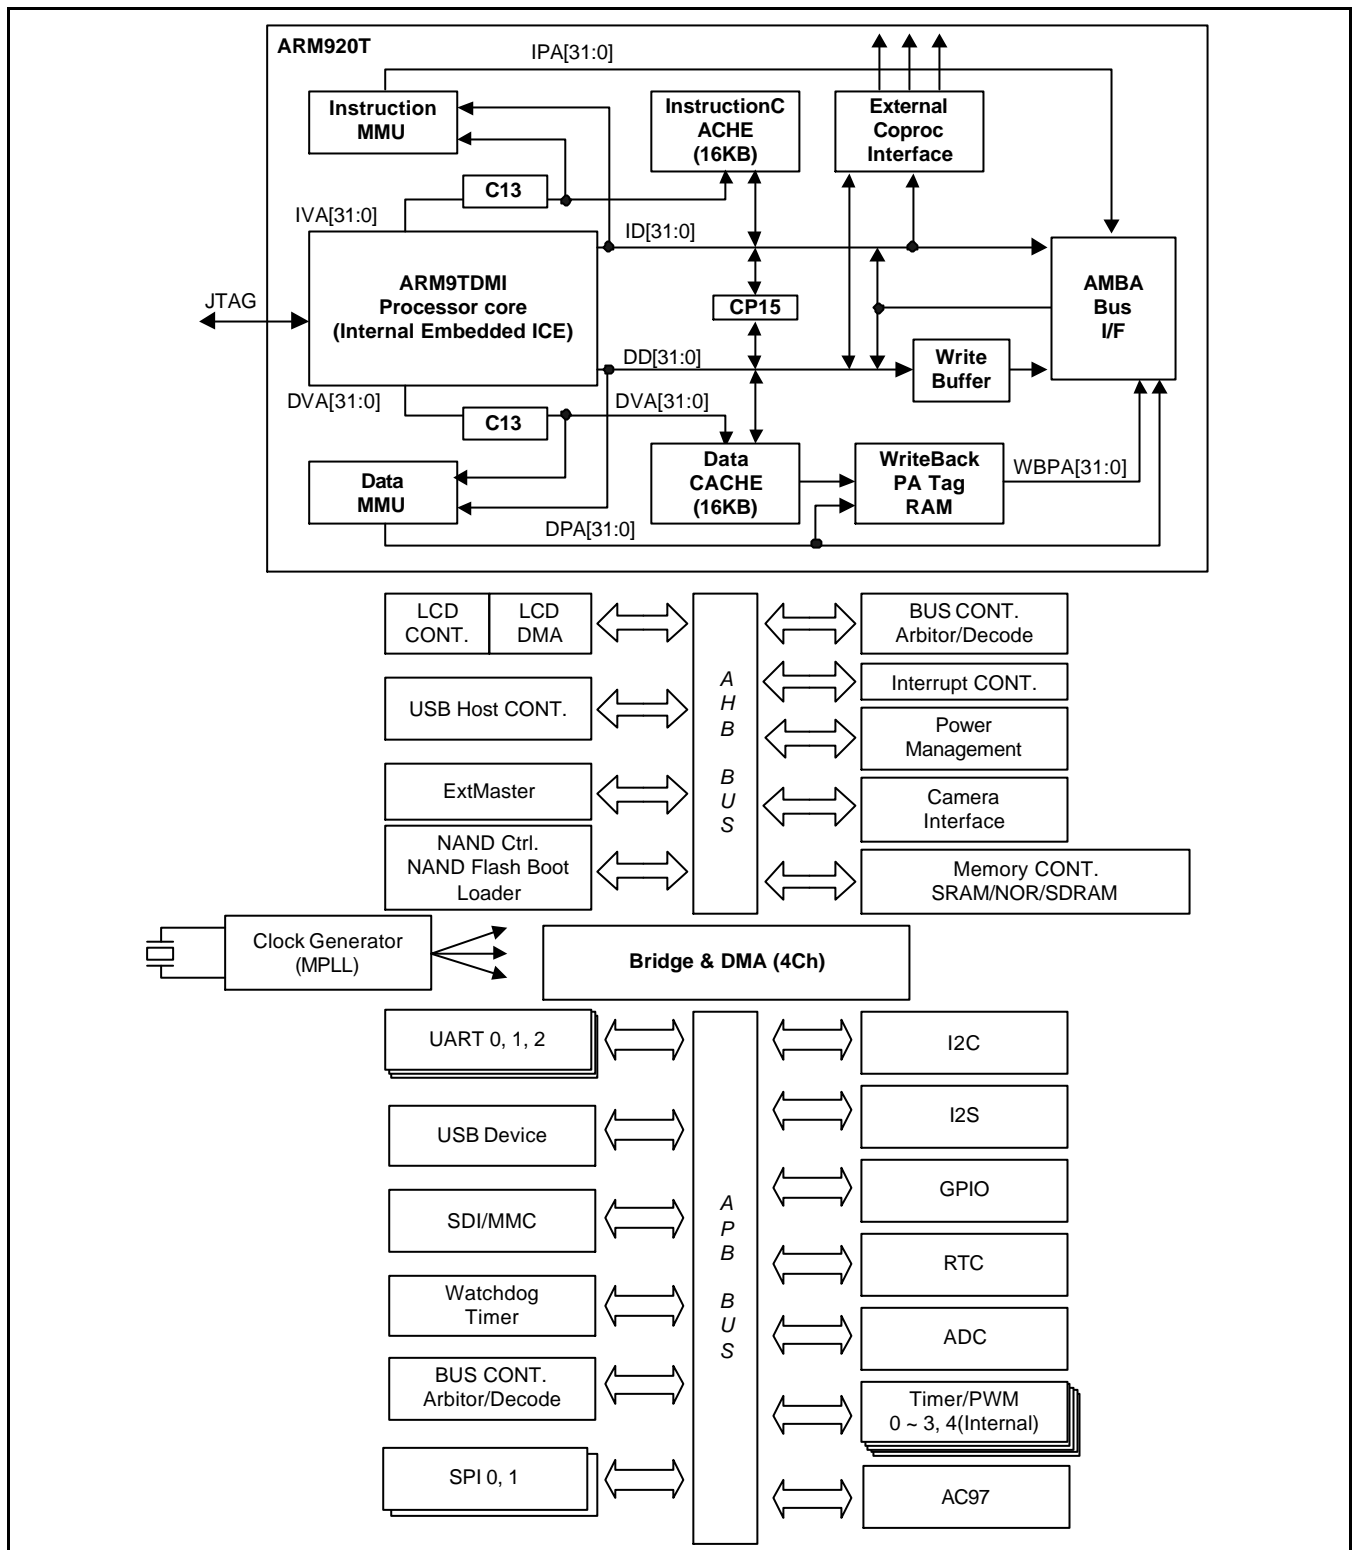 ARM920T
IPA[31:0]
Instruction
MMU
InstructionC
ACHE
(16KB)
External
Coproc
Interface
C13
IVA[31:0]
ID[31:0]
ARM9TDMI
Processor core
(Internal Embedded ICE)
JTAG
CP15
AMBA
Bus
I/F
DD[31:0]
Write
Buffer
DVA[31:0]
C13
DVA[31:0]
Data
MMU
Data
CACHE
(16KB)
WriteBack
PA Tag
RAM
WBPA[31:0]
DPA[31:0]
LCD
CONT.
LCD
DMA
BUS CONT.
Arbitor/Decode
USB Host CONT.
Interrupt CONT.
Power
Management
ExtMaster
Camera
Interface
NAND Ctrl.
NAND Flash Boot
Loader
Memory CONT.
SRAM/NOR/SDRAM
A
H
B
B
U
S
Clock Generator
(MPLL)
Bridge & DMA (4Ch)
UART 0, 1, 2
I2C
USB Device
I2S
SDI/MMC
GPIO
Watchdog
Timer
RTC
BUS CONT.
Arbitor/Decode
ADC
SPI 0, 1
Timer/PWM
0 ~ 3, 4(Internal)
AC97
A
P
B
B
U
S